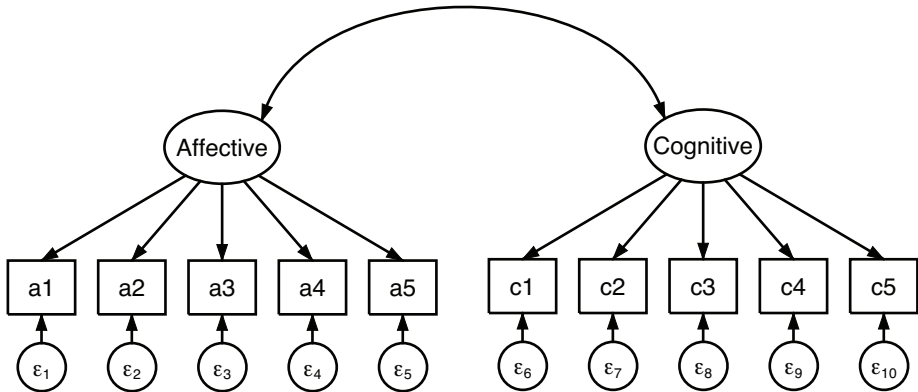 Affective
Cognitive
a1 a2 a3 a4 a5 c1 c2 c3 c4 c5
ε₁ ε₂ ε₃ ε₄ ε₅ ε₆ ε₇ ε₈ ε₉ ε₁₀